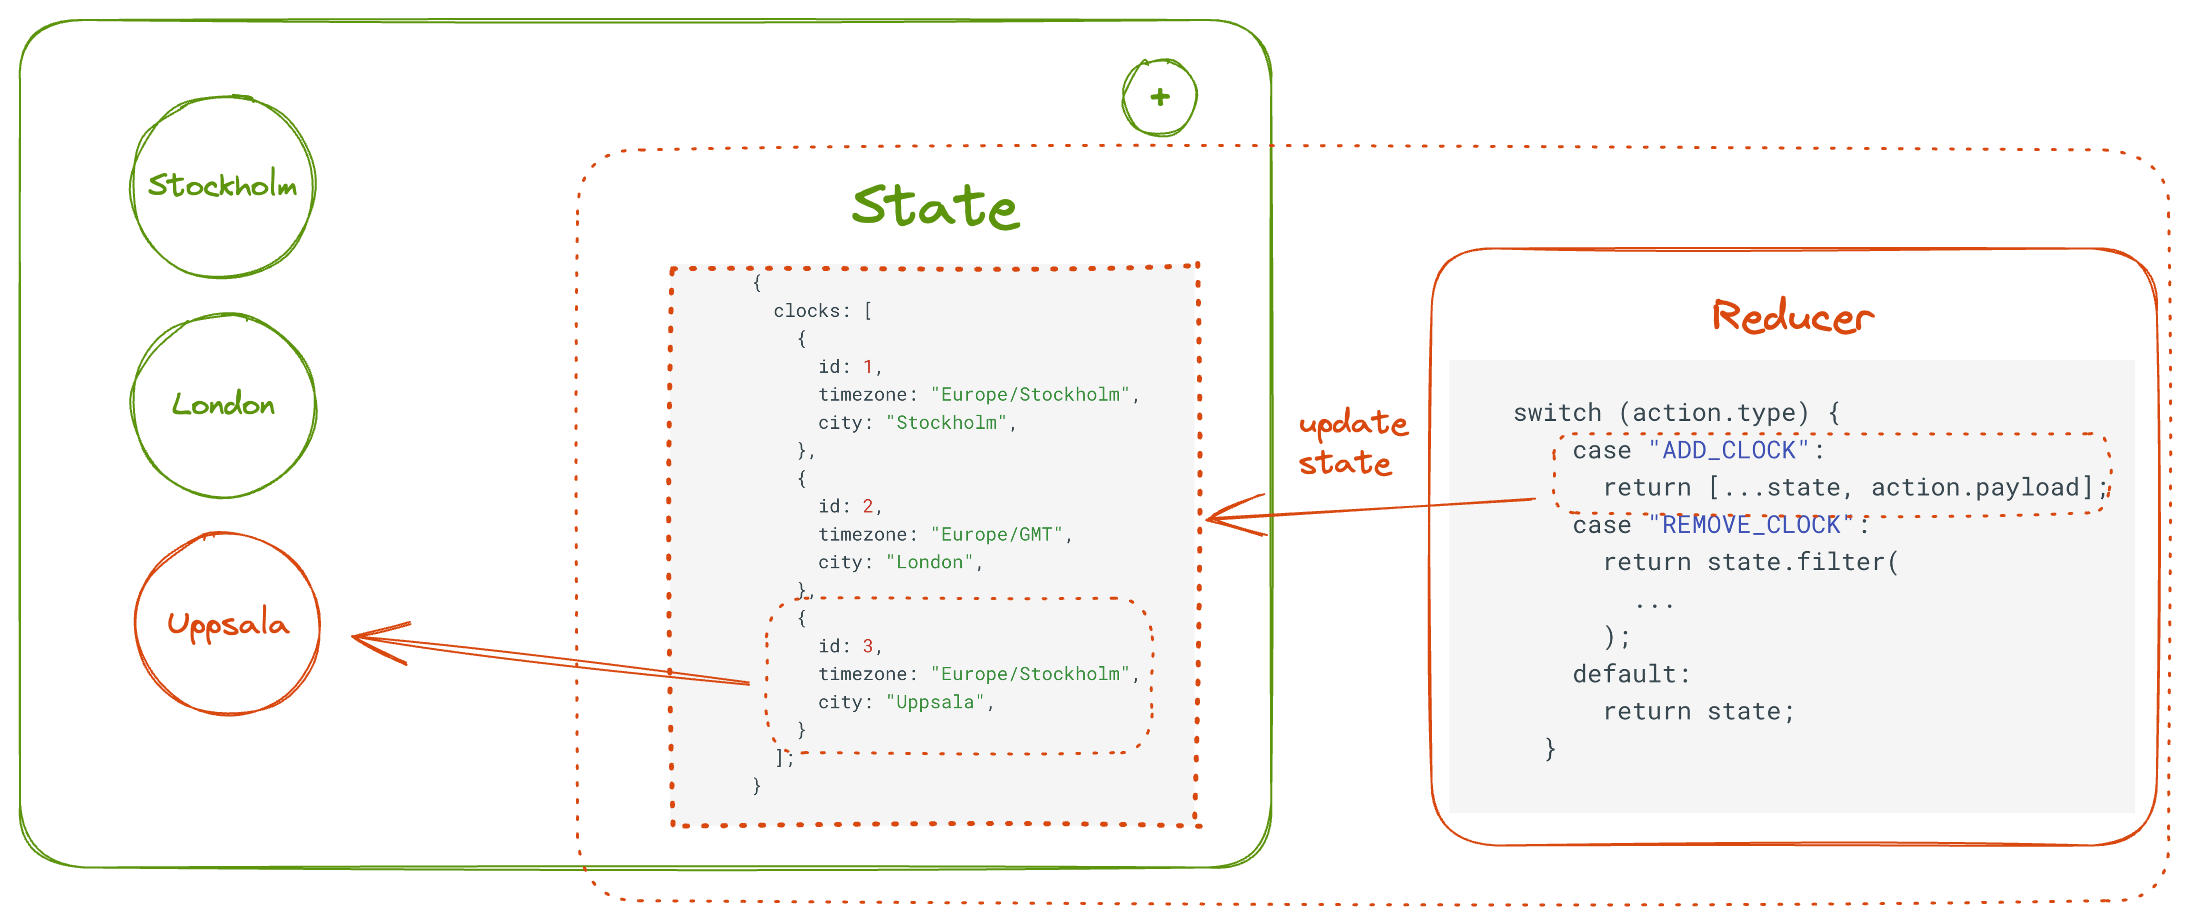 Stockholm
London
Uppsala
+
State
{
  clocks: [
    {
      id: 1,
      timezone: "Europe/Stockholm",
      city: "Stockholm",
    },
    {
      id: 2,
      timezone: "Europe/GMT",
      city: "London",
    },
    {
      id: 3,
      timezone: "Europe/Stockholm",
      city: "Uppsala",
    }
  ];
}
update
state
Reducer
switch (action.type) {
    case "ADD_CLOCK":
      return [...state, action.payload];
    case "REMOVE_CLOCK":
      return state.filter(
        ...
      );
    default:
      return state;
  }